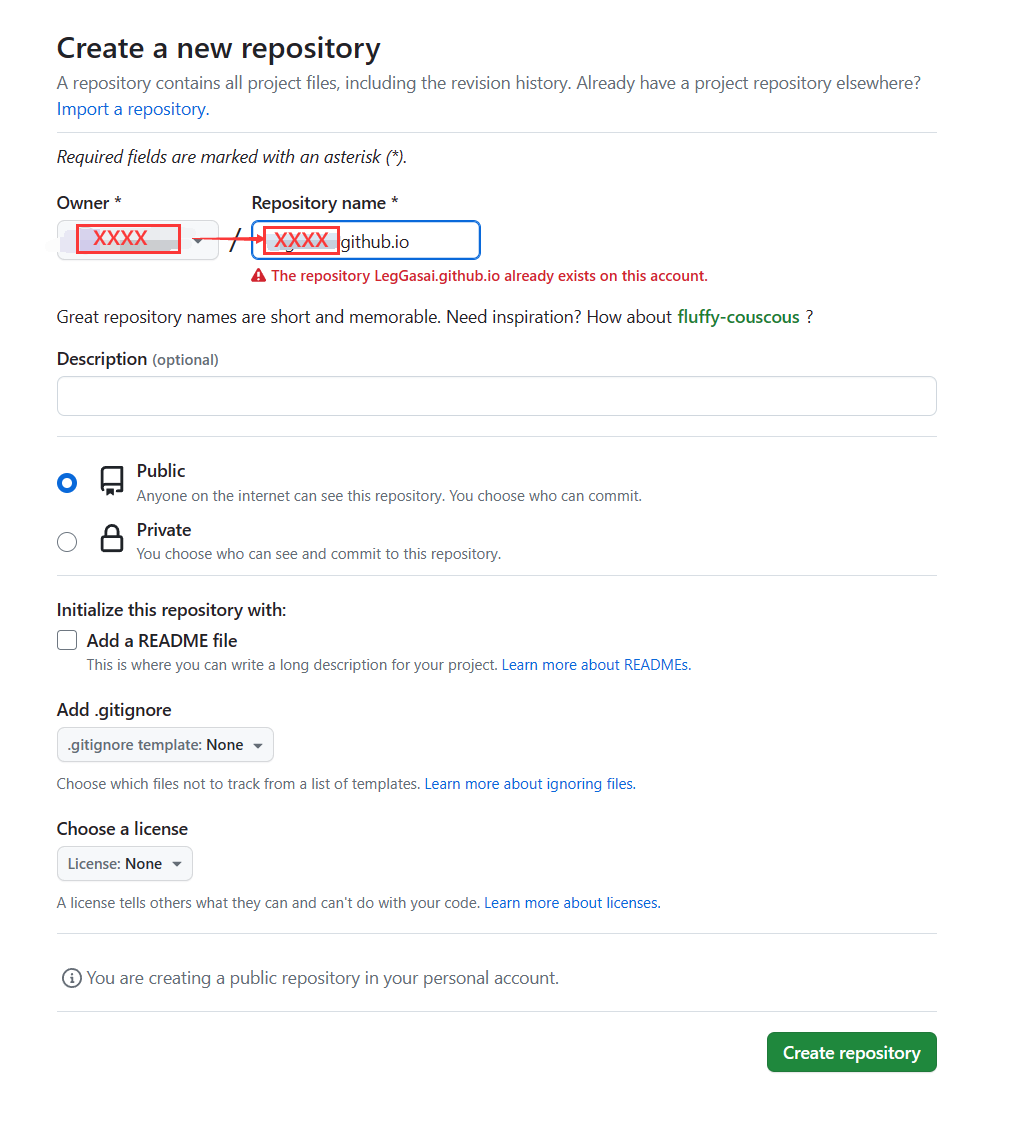 Create a new repository
A repository contains all project files, including the revision history. Already have a project repository elsewhere?
Import a repository.
Required fields are marked with an asterisk (*).
Owner *
Repository name *
XXXX / XXXX github.io
The repository LegGasai.github.io already exists on this account.
Great repository names are short and memorable. Need inspiration? How about fluffy-couscous ?
Description (optional)
Public
Anyone on the internet can see this repository. You choose who can commit.
Private
You choose who can see and commit to this repository.
Initialize this repository with:
Add a README file
This is where you can write a long description for your project. Learn more about READMEs.
Add .gitignore
.gitignore template: None
Choose which files not to track from a list of templates. Learn more about ignoring files.
Choose a license
License: None
A license tells others what they can and can't do with your code. Learn more about licenses.
You are creating a public repository in your personal account.
Create repository